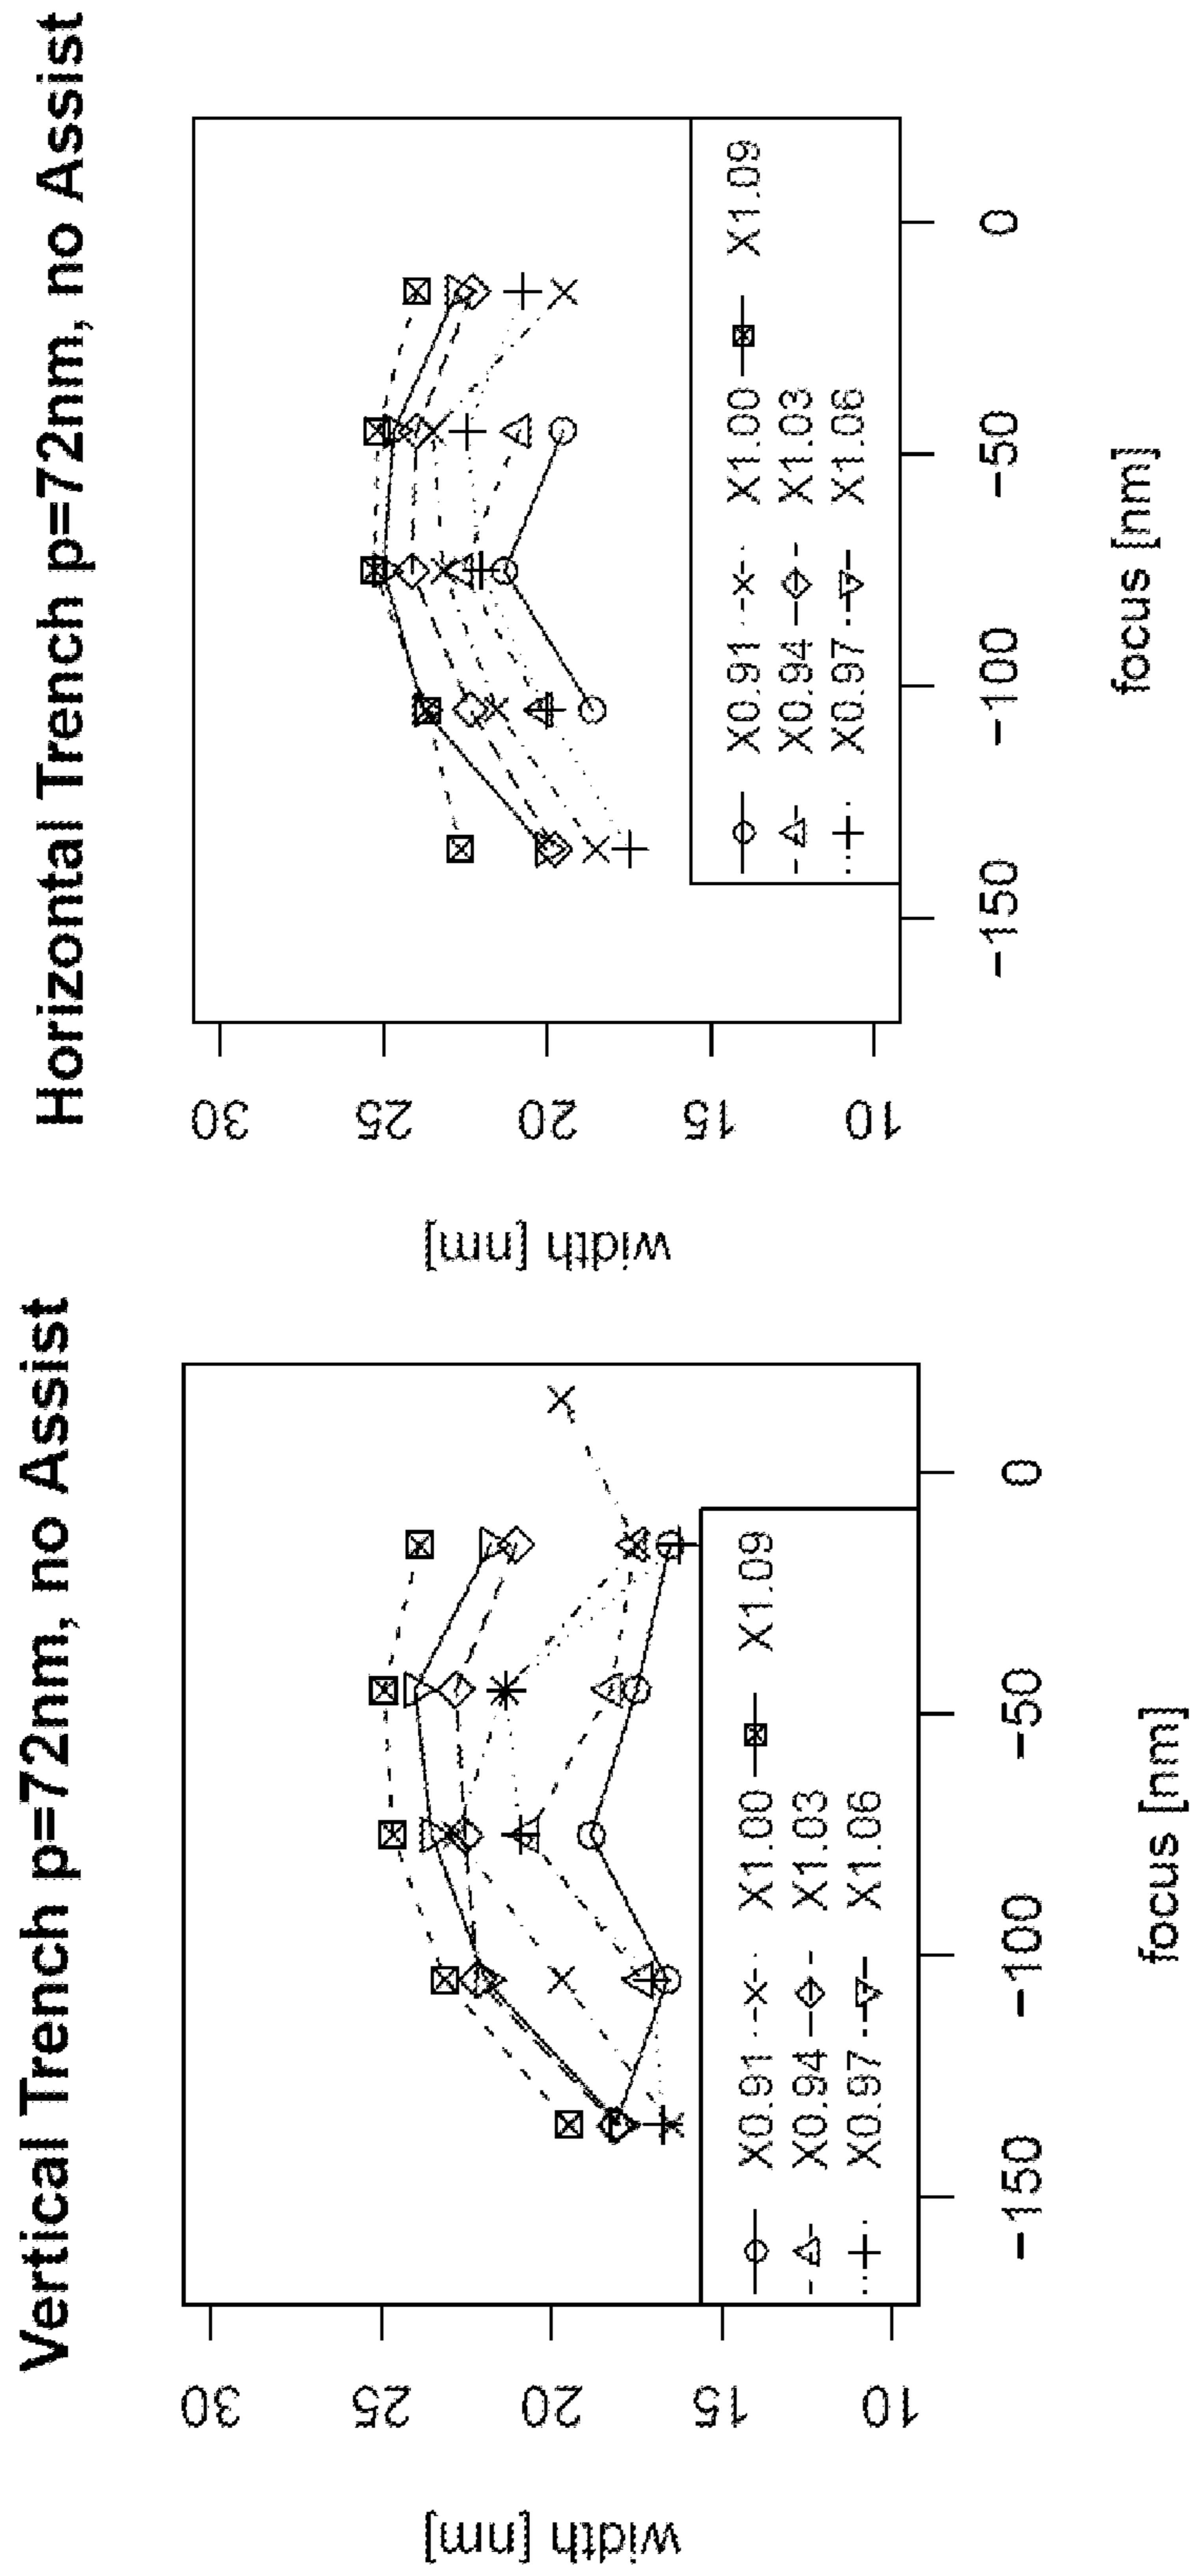 Vertical Trench p=72nm, no Assist
width [nm]
30
25
20
15
10
X0.91 X1.00 X1.09
X0.94 X1.03
X0.97 X1.06
−150 −100 −50 0
focus [nm]
Horizontal Trench p=72nm, no Assist
width [nm]
30
25
20
15
10
X0.91 X1.00 X1.09
X0.94 X1.03
X0.97 X1.06
−150 −100 −50 0
focus [nm]